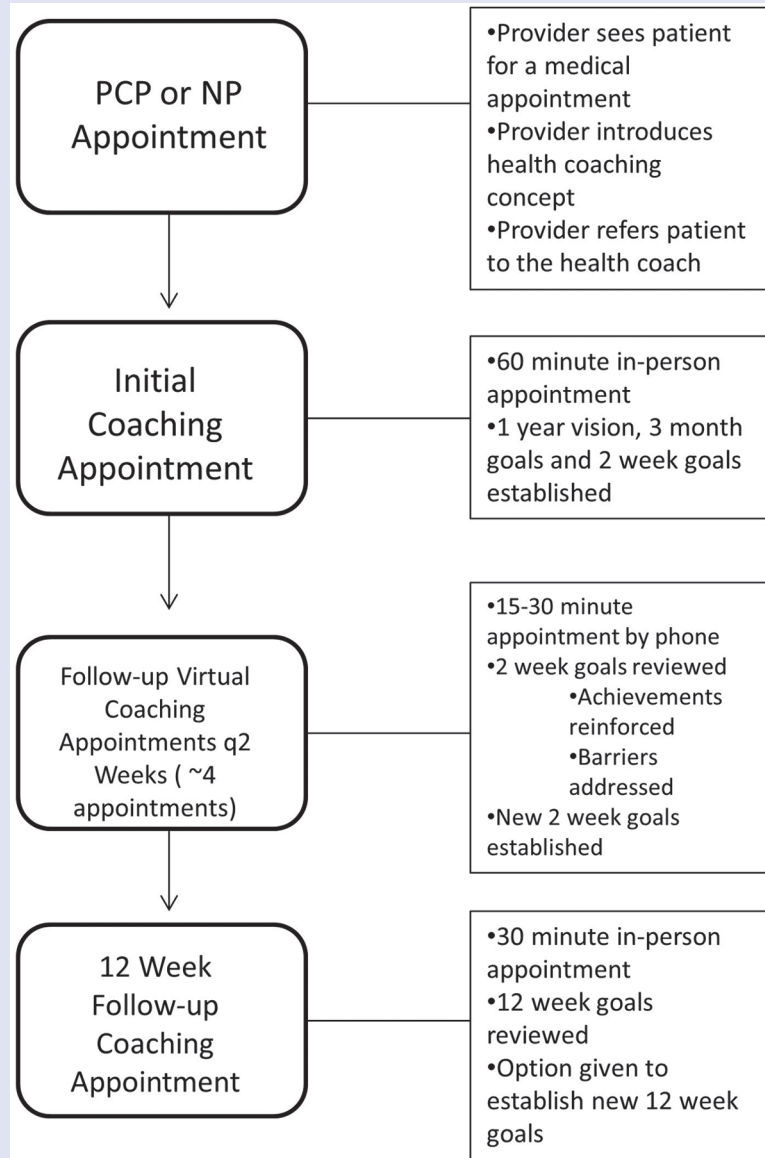 PCP or NP
Appointment
•Provider sees patient
for a medical
appointment
•Provider introduces
health coaching
concept
•Provider refers patient
to the health coach
Initial
Coaching
Appointment
•60 minute in-person
appointment
•1 year vision, 3 month
goals and 2 week goals
established
Follow-up Virtual
Coaching
Appointments q2
Weeks ( ~4
appointments)
•15-30 minute
appointment by phone
•2 week goals reviewed
•Achievements
reinforced
•Barriers
addressed
•New 2 week goals
established
12 Week
Follow-up
Coaching
Appointment
•30 minute in-person
appointment
•12 week goals
reviewed
•Option given to
establish new 12 week
goals